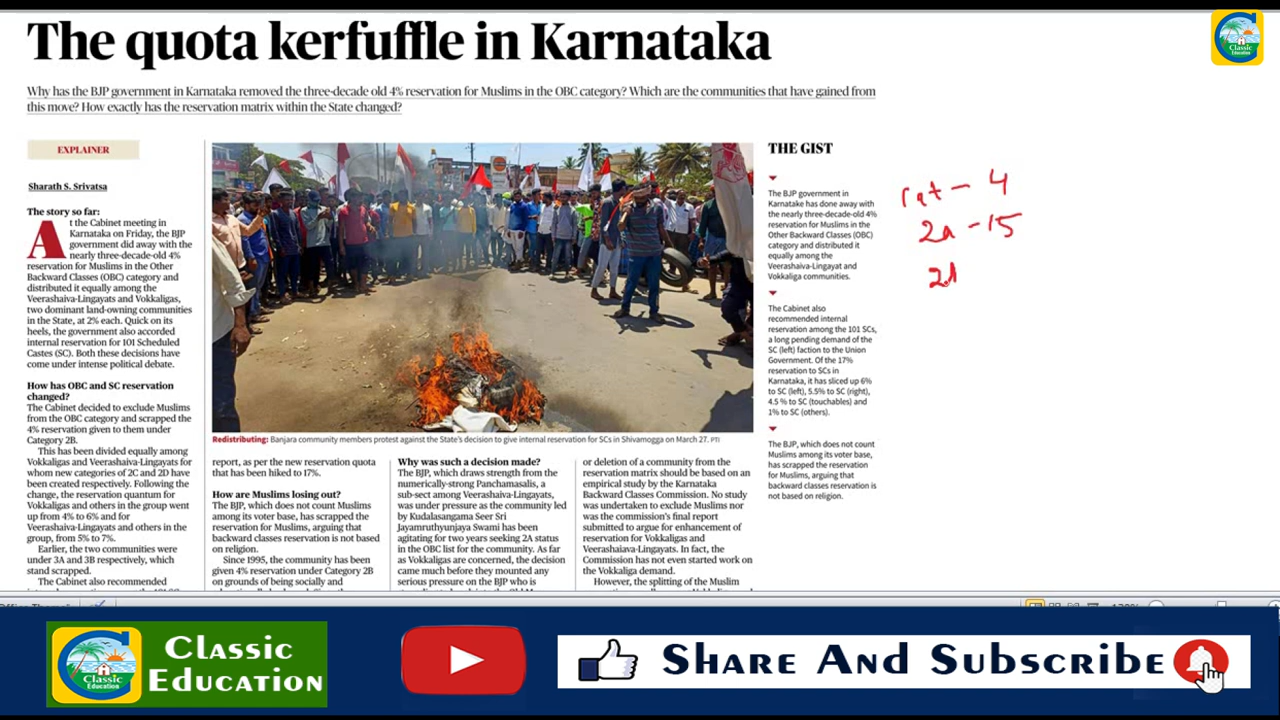 The quota kerfuffle in Karnataka
Classic
Education
Why has the BJP government in Karnataka removed the three-decade old 4% reservation for Muslims in the OBC category? Which are the communities that have gained from
this move? How exactly has the reservation matrix within the State changed?
EXPLAINER
Sharath S. Srivatsa
The story so far:
At the Cabinet meeting in
Karnataka on Friday, the BJP
government did away with the
nearly three-decade-old 4%
reservation for Muslims in the Other
Backward Classes (OBC) category and
distributed it equally among the
Veerashaiva-Lingayats and Vokkaligas,
two dominant land-owning communities
in the State, at 2% each. Quick on its
heels, the government also accorded
internal reservation for 101 Scheduled
Castes (SC). Both these decisions have
come under intense political debate.
How has OBC and SC reservation
changed?
The Cabinet decided to exclude Muslims
from the OBC category and scrapped the
4% reservation given to them under
Category 2B.
This has been divided equally among
Vokkaligas and Veerashaiva-Lingayats for
whom new categories of 2C and 2D have
been created respectively. Following the
change, the reservation quantum for
Vokkaligas and others in the group went
up from 4% to 6% and for
Veerashaiva-Lingayats and others in the
group, from 5% to 7%.
Earlier, the two communities were
under 3A and 3B respectively, which
stand scrapped.
The Cabinet also recommended
Redistributing: Banjara community members protest against the State's decision to give internal reservation for SCs in Shivamogga on March 27. PTI
report, as per the new reservation quota
that has been hiked to 17%.
How are Muslims losing out?
The BJP, which does not count Muslims
among its voter base, has scrapped the
reservation for Muslims, arguing that
backward classes reservation is not based
on religion.
Since 1995, the community has been
given 4% reservation under Category 2B
on grounds of being socially and
Why was such a decision made?
The BJP, which draws strength from the
numerically-strong Panchamasalis, a
sub-sect among Veerashaiva-Lingayats,
was under pressure as the community led
by Kudalasangama Seer Sri
Jayamruthyunjaya Swami has been
agitating for two years seeking 2A status
in the OBC list for the community. As far
as Vokkaligas are concerned, the decision
came much before they mounted any
serious pressure on the BJP who is
or deletion of a community from the
reservation matrix should be based on an
empirical study by the Karnataka
Backward Classes Commission. No study
was undertaken to exclude Muslims nor
was the commission's final report
submitted to argue for enhancement of
reservation for Vokkaligas and
Veerashaiava-Lingayats. In fact, the
Commission has not even started work on
the Vokkaliga demand.
However, the splitting of the Muslim
THE GIST
The BJP government in
Karnatake has done away with
the nearly three-decade-old 4%
reservation for Muslims in the
Other Backward Classes (OBC)
category and distributed it
equally among the
Veerashaiva-Lingayat and
Vokkaliga communities.
The Cabinet also
recommended internal
reservation among the 101 SCs,
a long pending demand of the
SC (left) faction to the Union
Government. Of the 17%
reservation to SCs in
Karnataka, it has sliced up 6%
to SC (left), 5.5% to SC (right),
4.5 % to SC (touchables) and
1% to SC (others).
The BJP, which does not count
Muslims among its voter base,
has scrapped the reservation
for Muslims, arguing that
backward classes reservation is
not based on religion.
cat - 4
2a - 15
Classic
Education
Classic
Education
Share And Subscribe